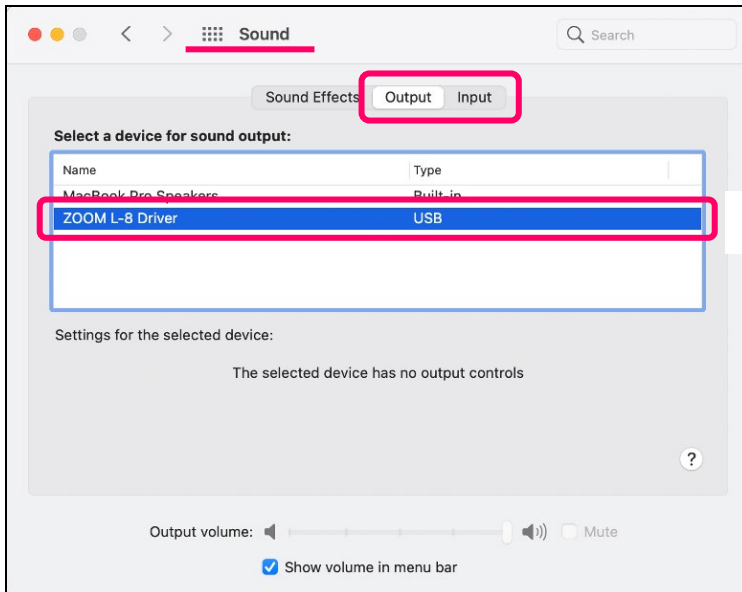 Sound
Search
Sound Effects Output Input
Select a device for sound output:
Name Type
MacBook Pro Speakers Built-in
ZOOM L-8 Driver USB
Settings for the selected device:
The selected device has no output controls
?
Output volume: Mute
Show volume in menu bar